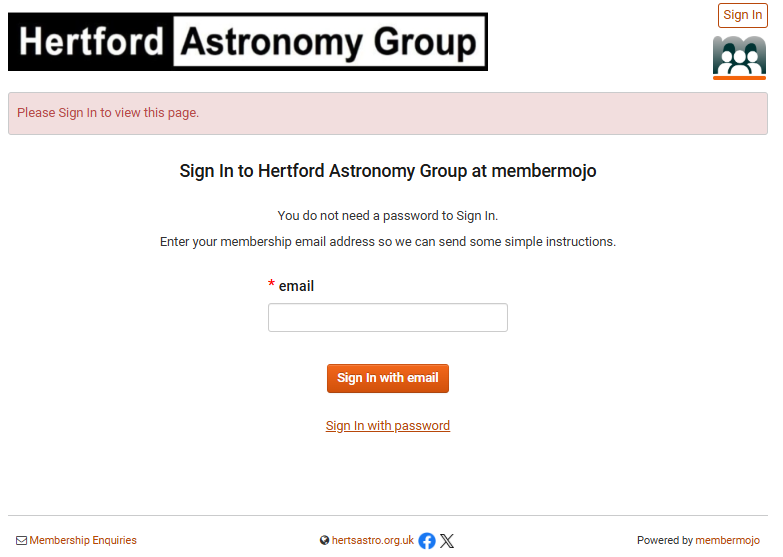 Sign In
Hertford Astronomy Group
Please Sign In to view this page.
Sign In to Hertford Astronomy Group at membermojo
You do not need a password to Sign In.
Enter your membership email address so we can send some simple instructions.
* email
Sign In with email
Sign In with password
Membership Enquiries
hertsastro.org.uk
Powered by membermojo